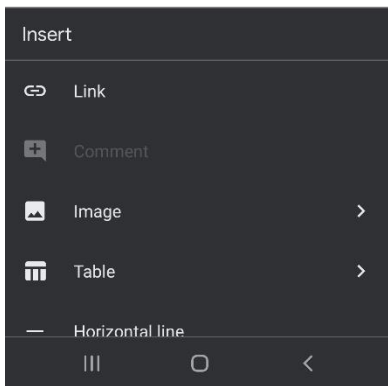 Insert
Link
Comment
Image
Table
Horizontal line